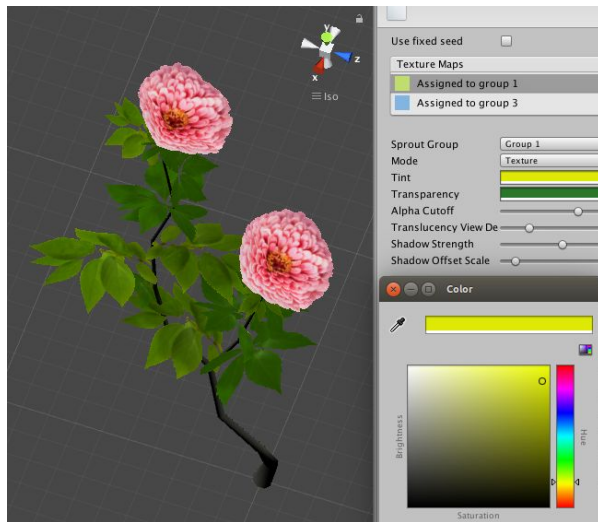 y
z
x
Iso
Use fixed seed
Texture Maps
Assigned to group 1
Assigned to group 3
Sprout Group Group 1
Mode Texture
Tint
Transparency
Alpha Cutoff
Translucency View De
Shadow Strength
Shadow Offset Scale
Color
Brightness
Hue
Saturation